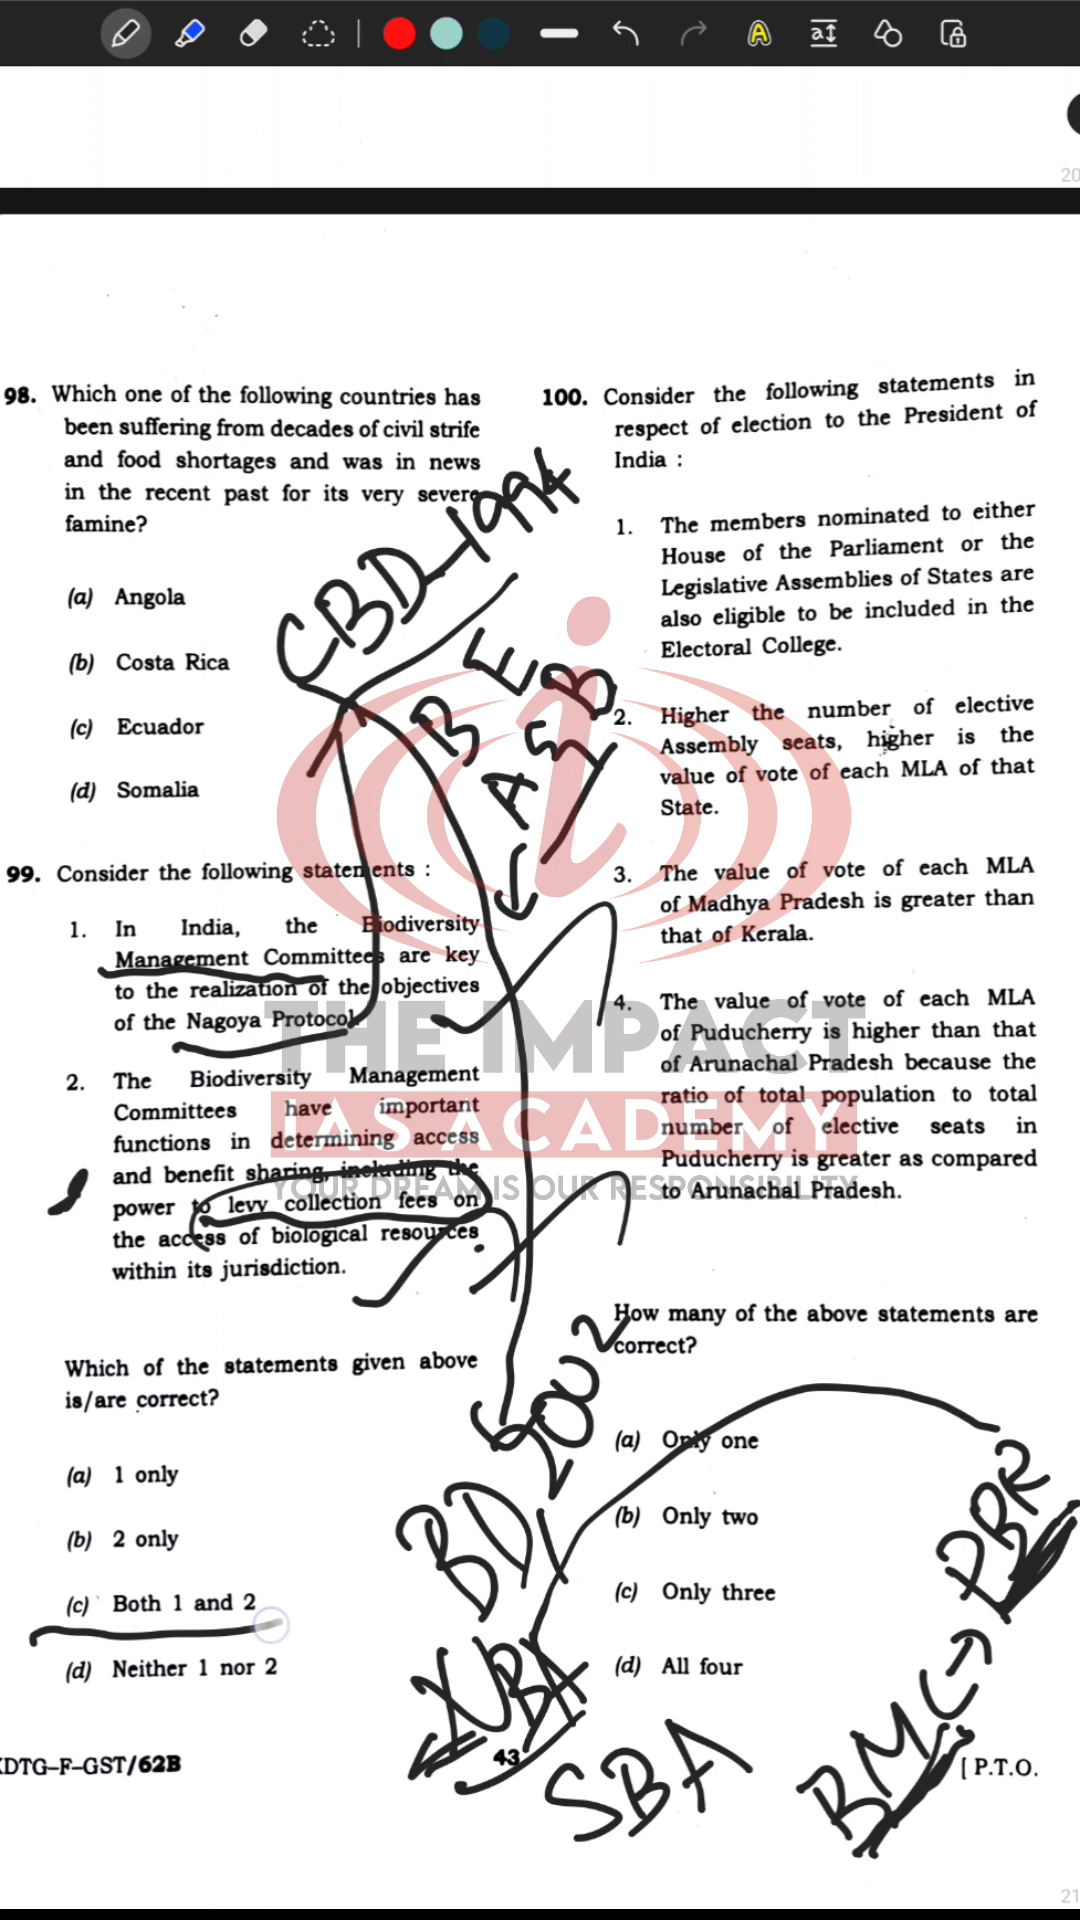 98. Which one of the following countries has
been suffering from decades of civil strife
and food shortages and was in news
in the recent past for its very severe
famine?
(a) Angola
(b) Costa Rica
(c) Ecuador
(d) Somalia
99. Consider the following statements :
1. In India, the Biodiversity
Management Committees are key
to the realization of the objectives
of the Nagoya Protocol.
2. The Biodiversity Management
Committees have important
functions in determining access
and benefit sharing, including the
power to levy collection fees on
the access of biological resources
within its jurisdiction.
Which of the statements given above
is/are correct?
(a) 1 only
(b) 2 only
(c) Both 1 and 2
(d) Neither 1 nor 2
100. Consider the following statements in
respect of election to the President of
India :
1. The members nominated to either
House of the Parliament or the
Legislative Assemblies of States are
also eligible to be included in the
Electoral College.
2. Higher the number of elective
Assembly seats, higher is the
value of vote of each MLA of that
State.
3. The value of vote of each MLA
of Madhya Pradesh is greater than
that of Kerala.
4. The value of vote of each MLA
of Puducherry is higher than that
of Arunachal Pradesh because the
ratio of total population to total
number of elective seats in
Puducherry is greater as compared
to Arunachal Pradesh.
How many of the above statements are
correct?
(a) Only one
(b) Only two
(c) Only three
(d) All four
CBD-1994
THE IMPACT
IAS ACADEMY
YOUR DREAM IS OUR RESPONSIBILITY
2002
SBA
BMC → PBR
DTG-F-GST/62B
43
[ P.T.O.
20
21